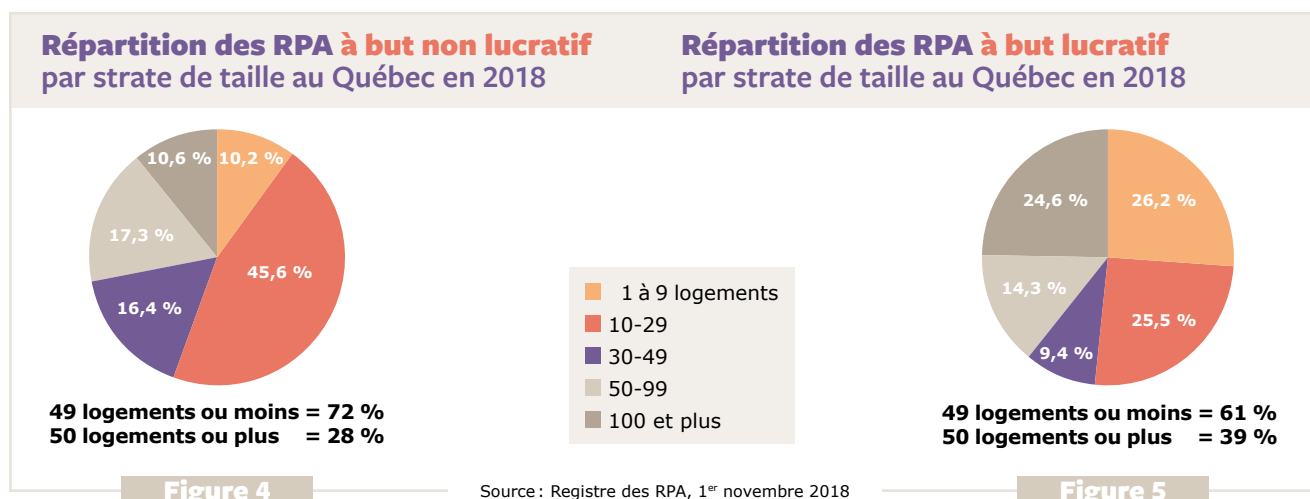 Répartition des RPA à but non lucratif
par strate de taille au Québec en 2018
10,6 %
10,2 %
17,3 %
45,6 %
16,4 %
49 logements ou moins = 72 %
50 logements ou plus = 28 %
Figure 4
1 à 9 logements
10-29
30-49
50-99
100 et plus
Source : Registre des RPA, 1er novembre 2018
Répartition des RPA à but lucratif
par strate de taille au Québec en 2018
24,6 %
26,2 %
14,3 %
25,5 %
9,4 %
49 logements ou moins = 61 %
50 logements ou plus = 39 %
Figure 5